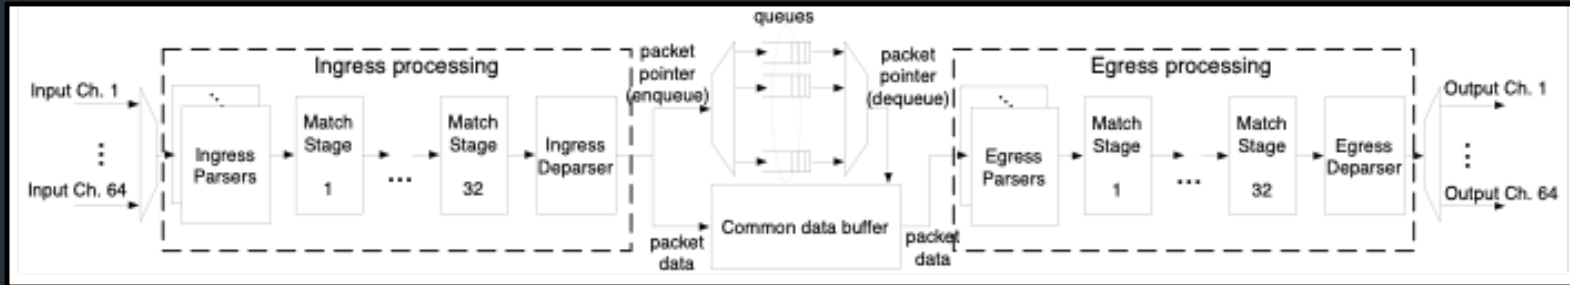 queues
Ingress processing
packet
pointer
(enqueue)
packet
pointer
(dequeue)
Egress processing
Input Ch. 1
⋮
Input Ch. 64
Ingress
Parsers
Match
Stage
1
...
Match
Stage
32
Ingress
Deparser
packet
data
Common data buffer
packet
data
Egress
Parsers
Match
Stage
1
...
Match
Stage
32
Egress
Deparser
Output Ch. 1
⋮
Output Ch. 64